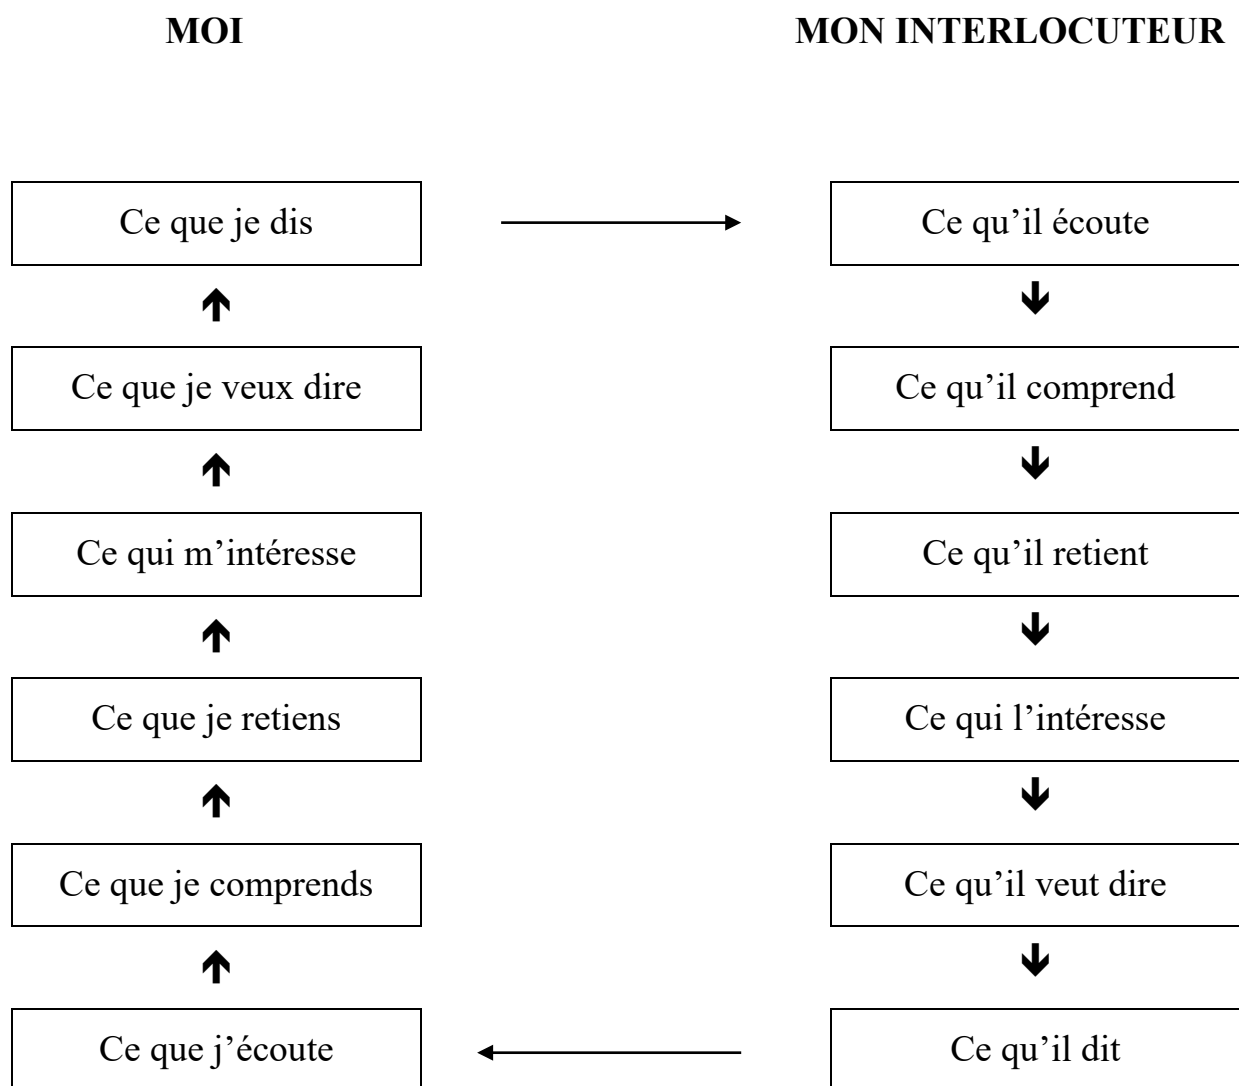 MOI
MON INTERLOCUTEUR
Ce que je dis
Ce qu’il écoute
Ce que je veux dire
Ce qu’il comprend
Ce qui m’intéresse
Ce qu’il retient
Ce que je retiens
Ce qui l’intéresse
Ce que je comprends
Ce qu’il veut dire
Ce que j’écoute
Ce qu’il dit